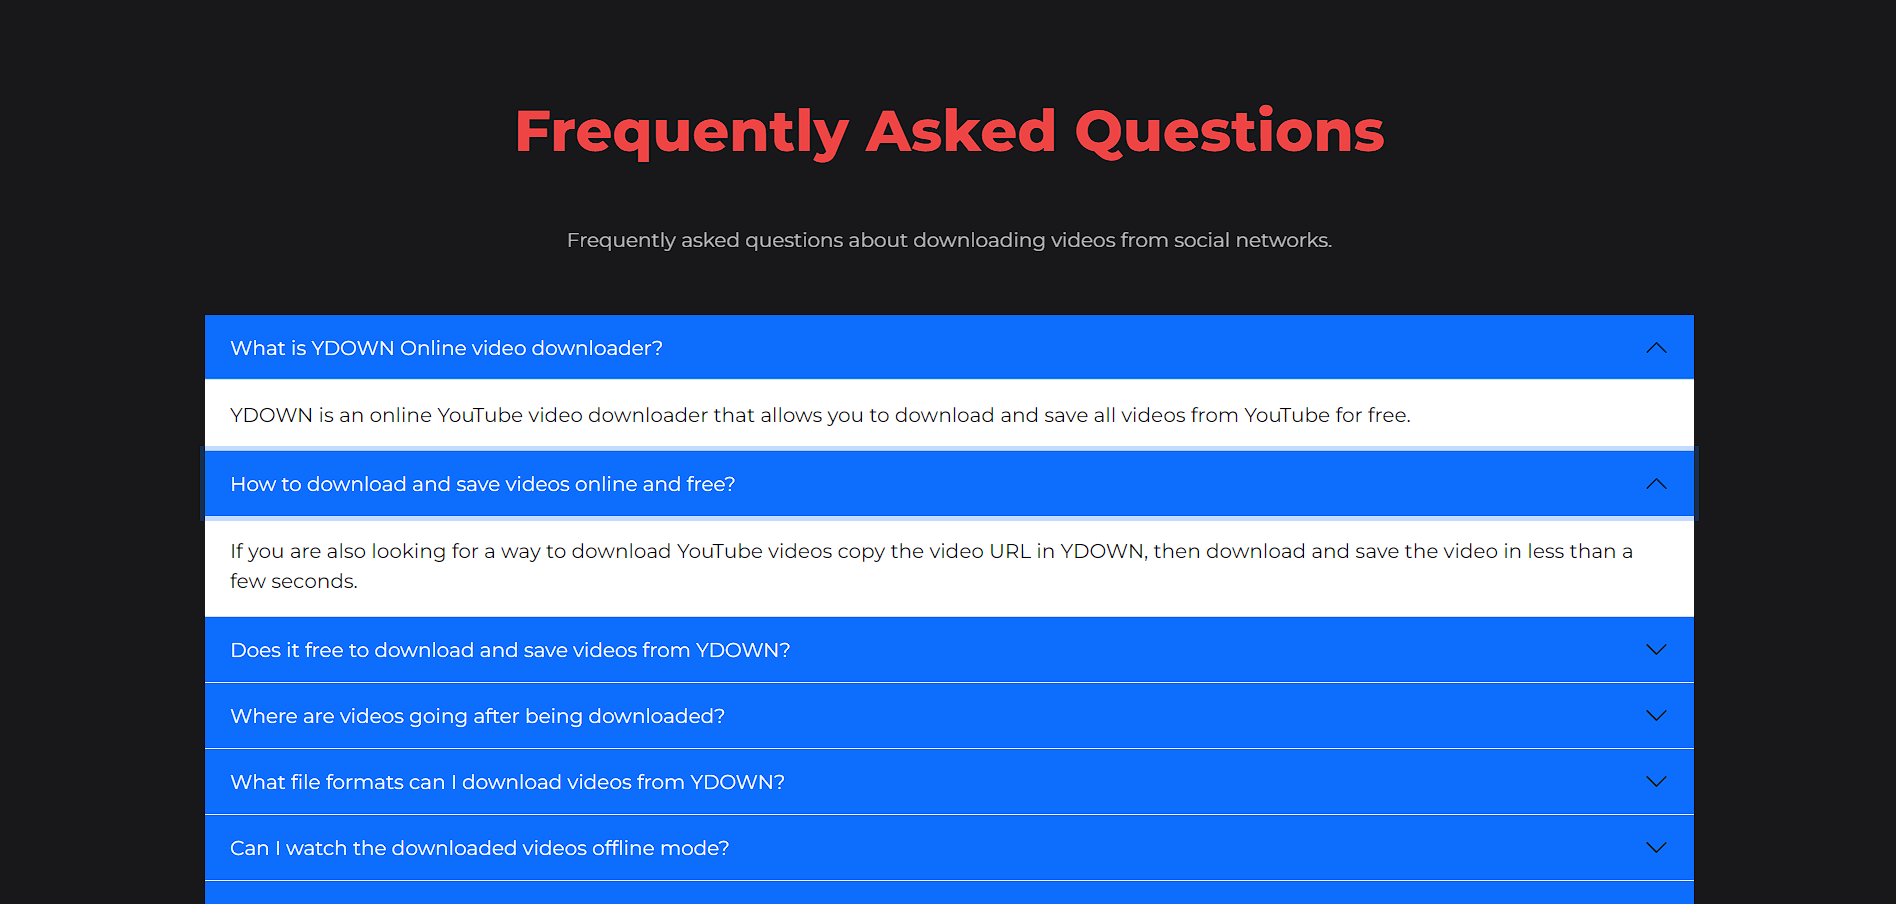 Frequently Asked Questions
Frequently asked questions about downloading videos from social networks.
What is YDOWN Online video downloader?
YDOWN is an online YouTube video downloader that allows you to download and save all videos from YouTube for free.
How to download and save videos online and free?
If you are also looking for a way to download YouTube videos copy the video URL in YDOWN, then download and save the video in less than a
few seconds.
Does it free to download and save videos from YDOWN?
Where are videos going after being downloaded?
What file formats can I download videos from YDOWN?
Can I watch the downloaded videos offline mode?